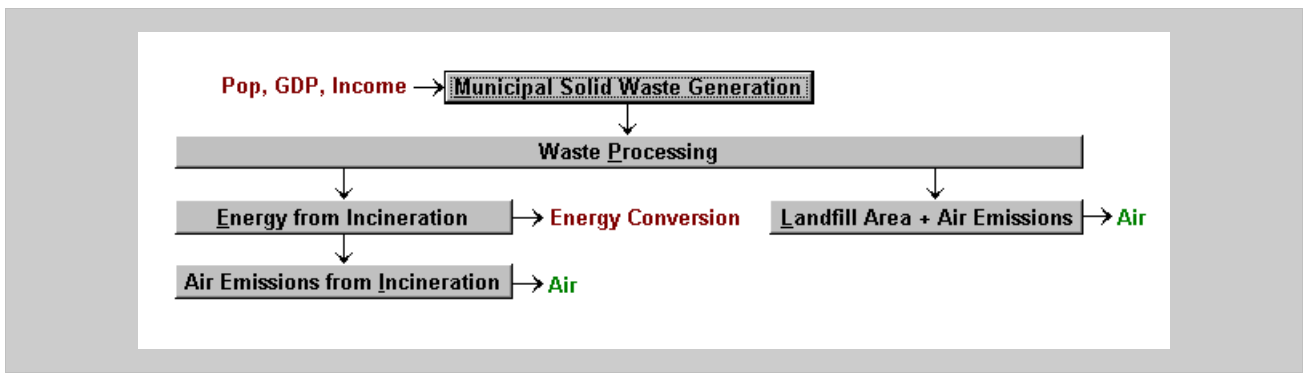 Pop, GDP, Income
Municipal Solid Waste Generation
Waste Processing
Energy from Incineration
Energy Conversion
Landfill Area + Air Emissions
Air
Air Emissions from Incineration
Air